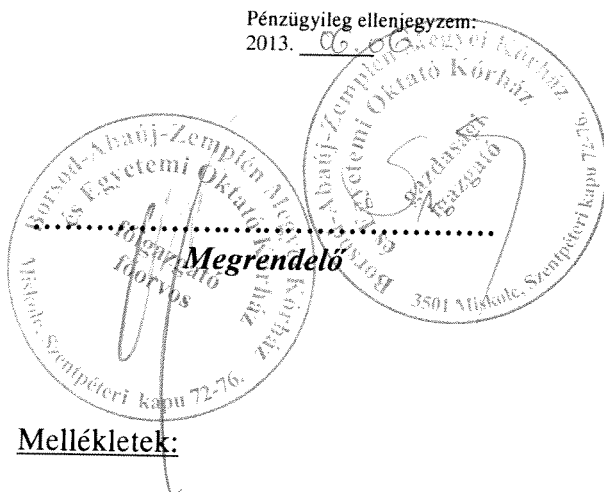 Pénzügyileg ellenjegyzem:
2013. 06. 06
Borsod-Abaúj-Zemplén Megyei Kórház
és Egyetemi Oktató Kórház
gazdasági
igazgató
3501 Miskolc, Szentpéteri kapu 72-76.
Borsod-Abaúj-Zemplén Megyei Kórház
és Egyetemi Oktató Kórház
főigazgató
főorvos
Miskolc, Szentpéteri kapu 72-76.
Megrendelő
Mellékletek: